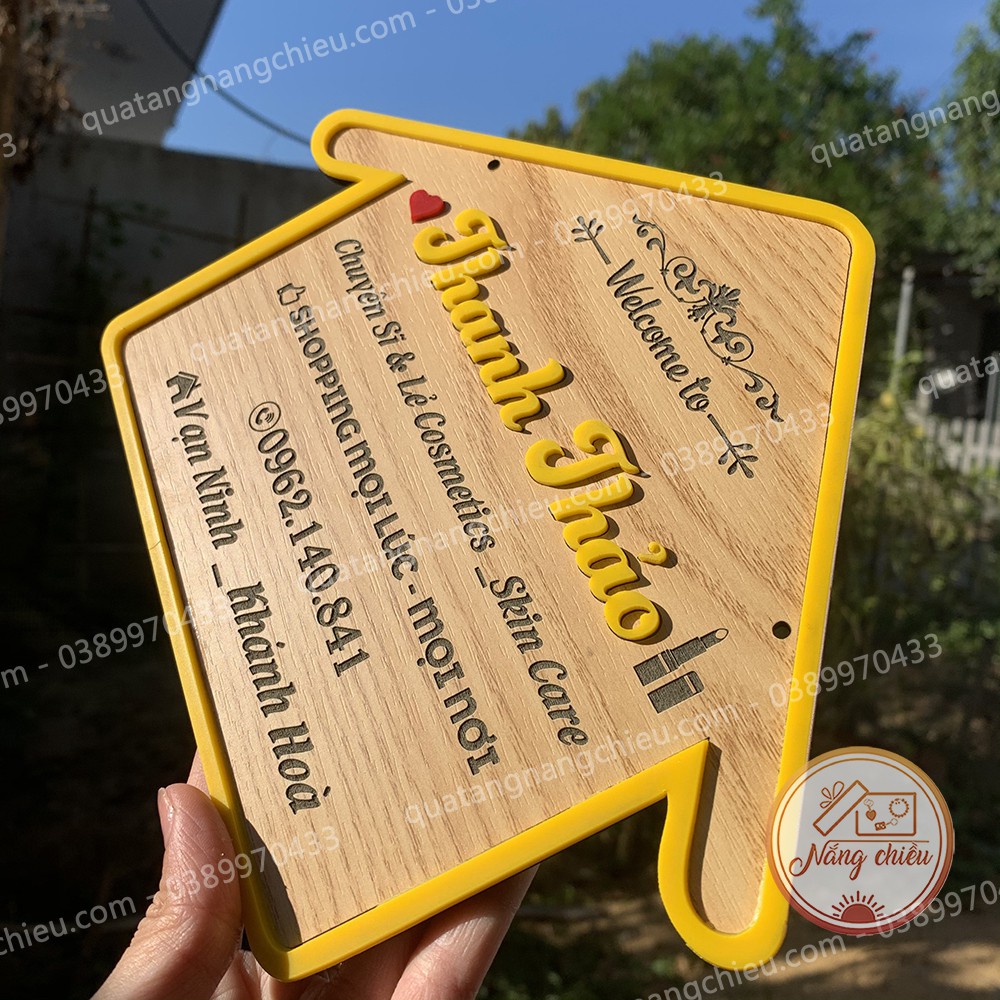 Welcome to
Thanh Thảo
Chuyên Sỉ & Lẻ Cosmetics _ Skin Care
SHOPPING MỌI LÚC - MỌI NƠI
0962.140.841
Vạn Ninh _ Khánh Hoà
Nắng chiều
quatangnangchieu.com - 0389970433